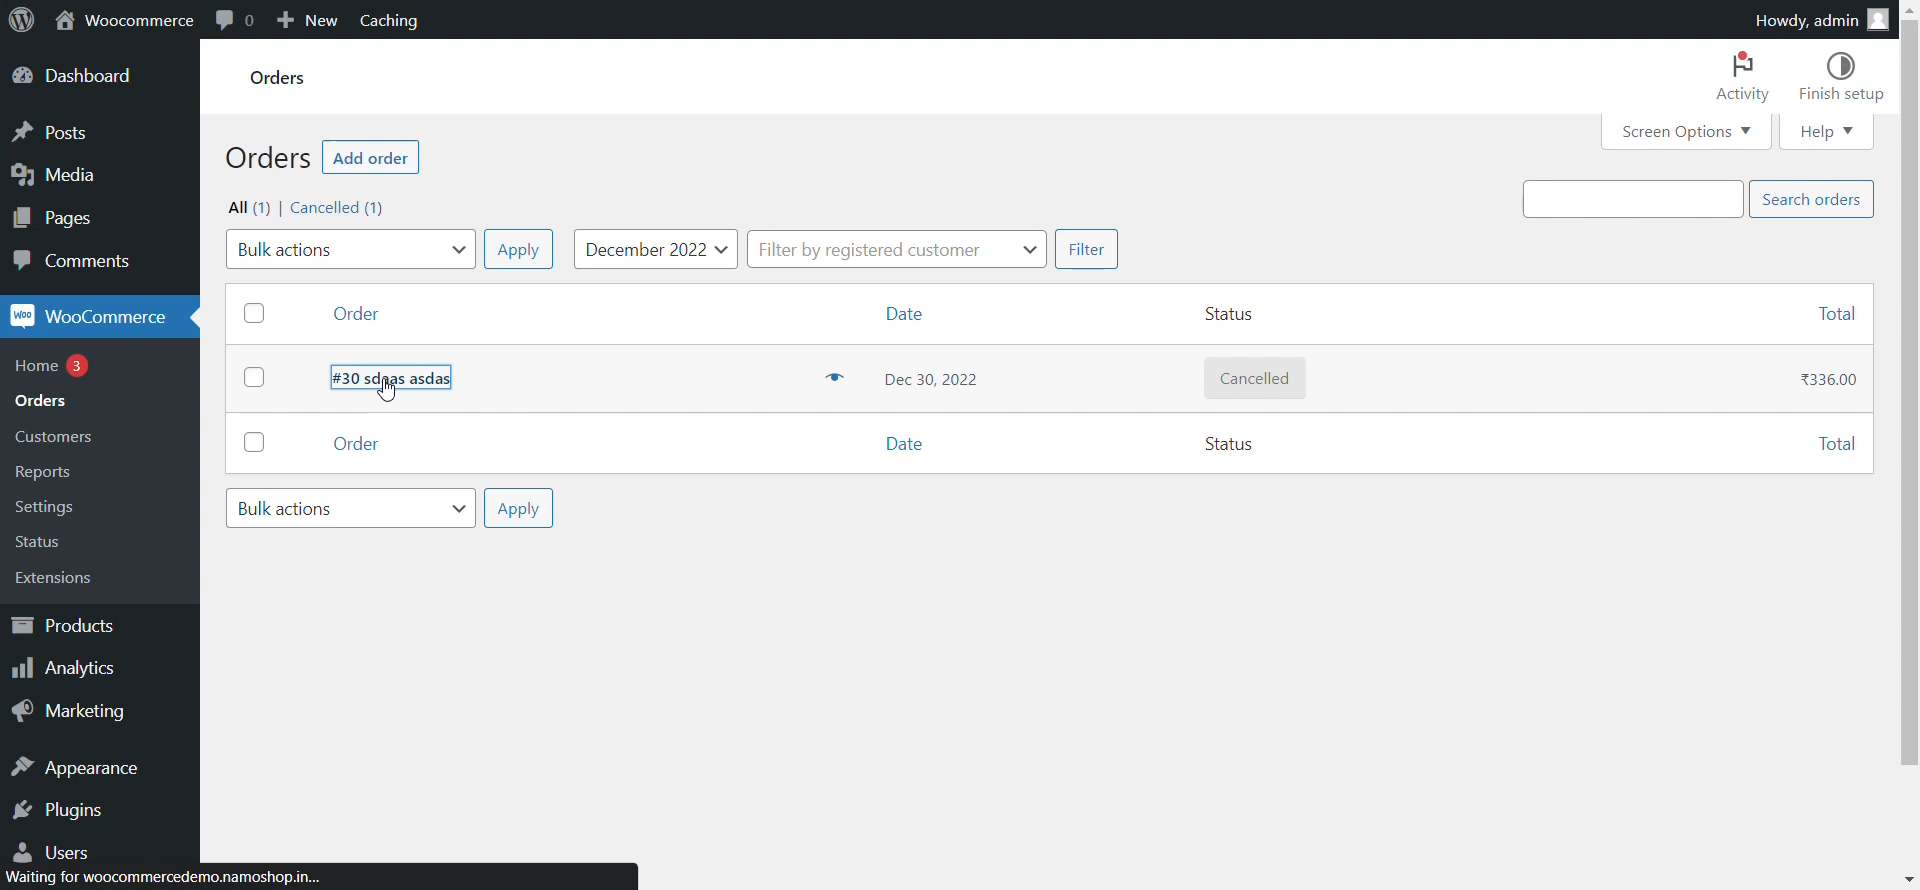 Woocommerce 0 New Caching Howdy, admin
Dashboard
Posts
Media
Pages
Comments
Woo WooCommerce
Home 3
Orders
Customers
Reports
Settings
Status
Extensions
Products
Analytics
Marketing
Appearance
Plugins
Users
Orders
Activity Finish setup
Screen Options Help
Orders Add order
All (1) | Cancelled (1)
Search orders
Bulk actions Apply December 2022 Filter by registered customer Filter
Order Date Status Total
#30 sdaas asdas Dec 30, 2022 Cancelled ₹336.00
Order Date Status Total
Bulk actions Apply
Waiting for woocommercedemo.namoshop.in...